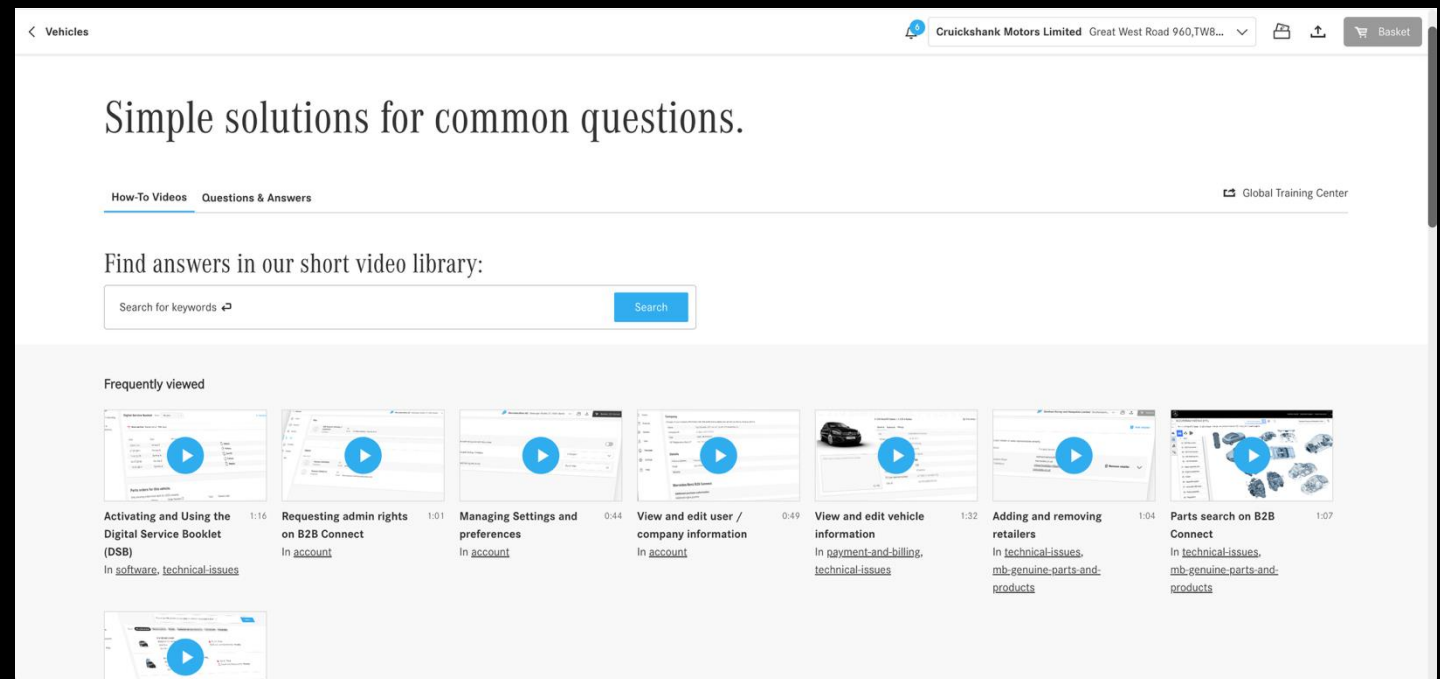 Vehicles
6
Cruickshank Motors Limited Great West Road 960,TW8...
Basket
Simple solutions for common questions.
How-To Videos Questions & Answers
Global Training Center
Find answers in our short video library:
Search for keywords
Search
Frequently viewed
Activating and Using the Digital Service Booklet (DSB) 1:16
In software, technical-issues
Requesting admin rights on B2B Connect 1:01
In account
Managing Settings and preferences 0:44
In account
View and edit user / company information 0:49
In account
View and edit vehicle information 1:32
In payment-and-billing, technical-issues
Adding and removing retailers 1:04
In technical-issues, mb-genuine-parts-and-products
Parts search on B2B Connect 1:07
In technical-issues, mb-genuine-parts-and-products